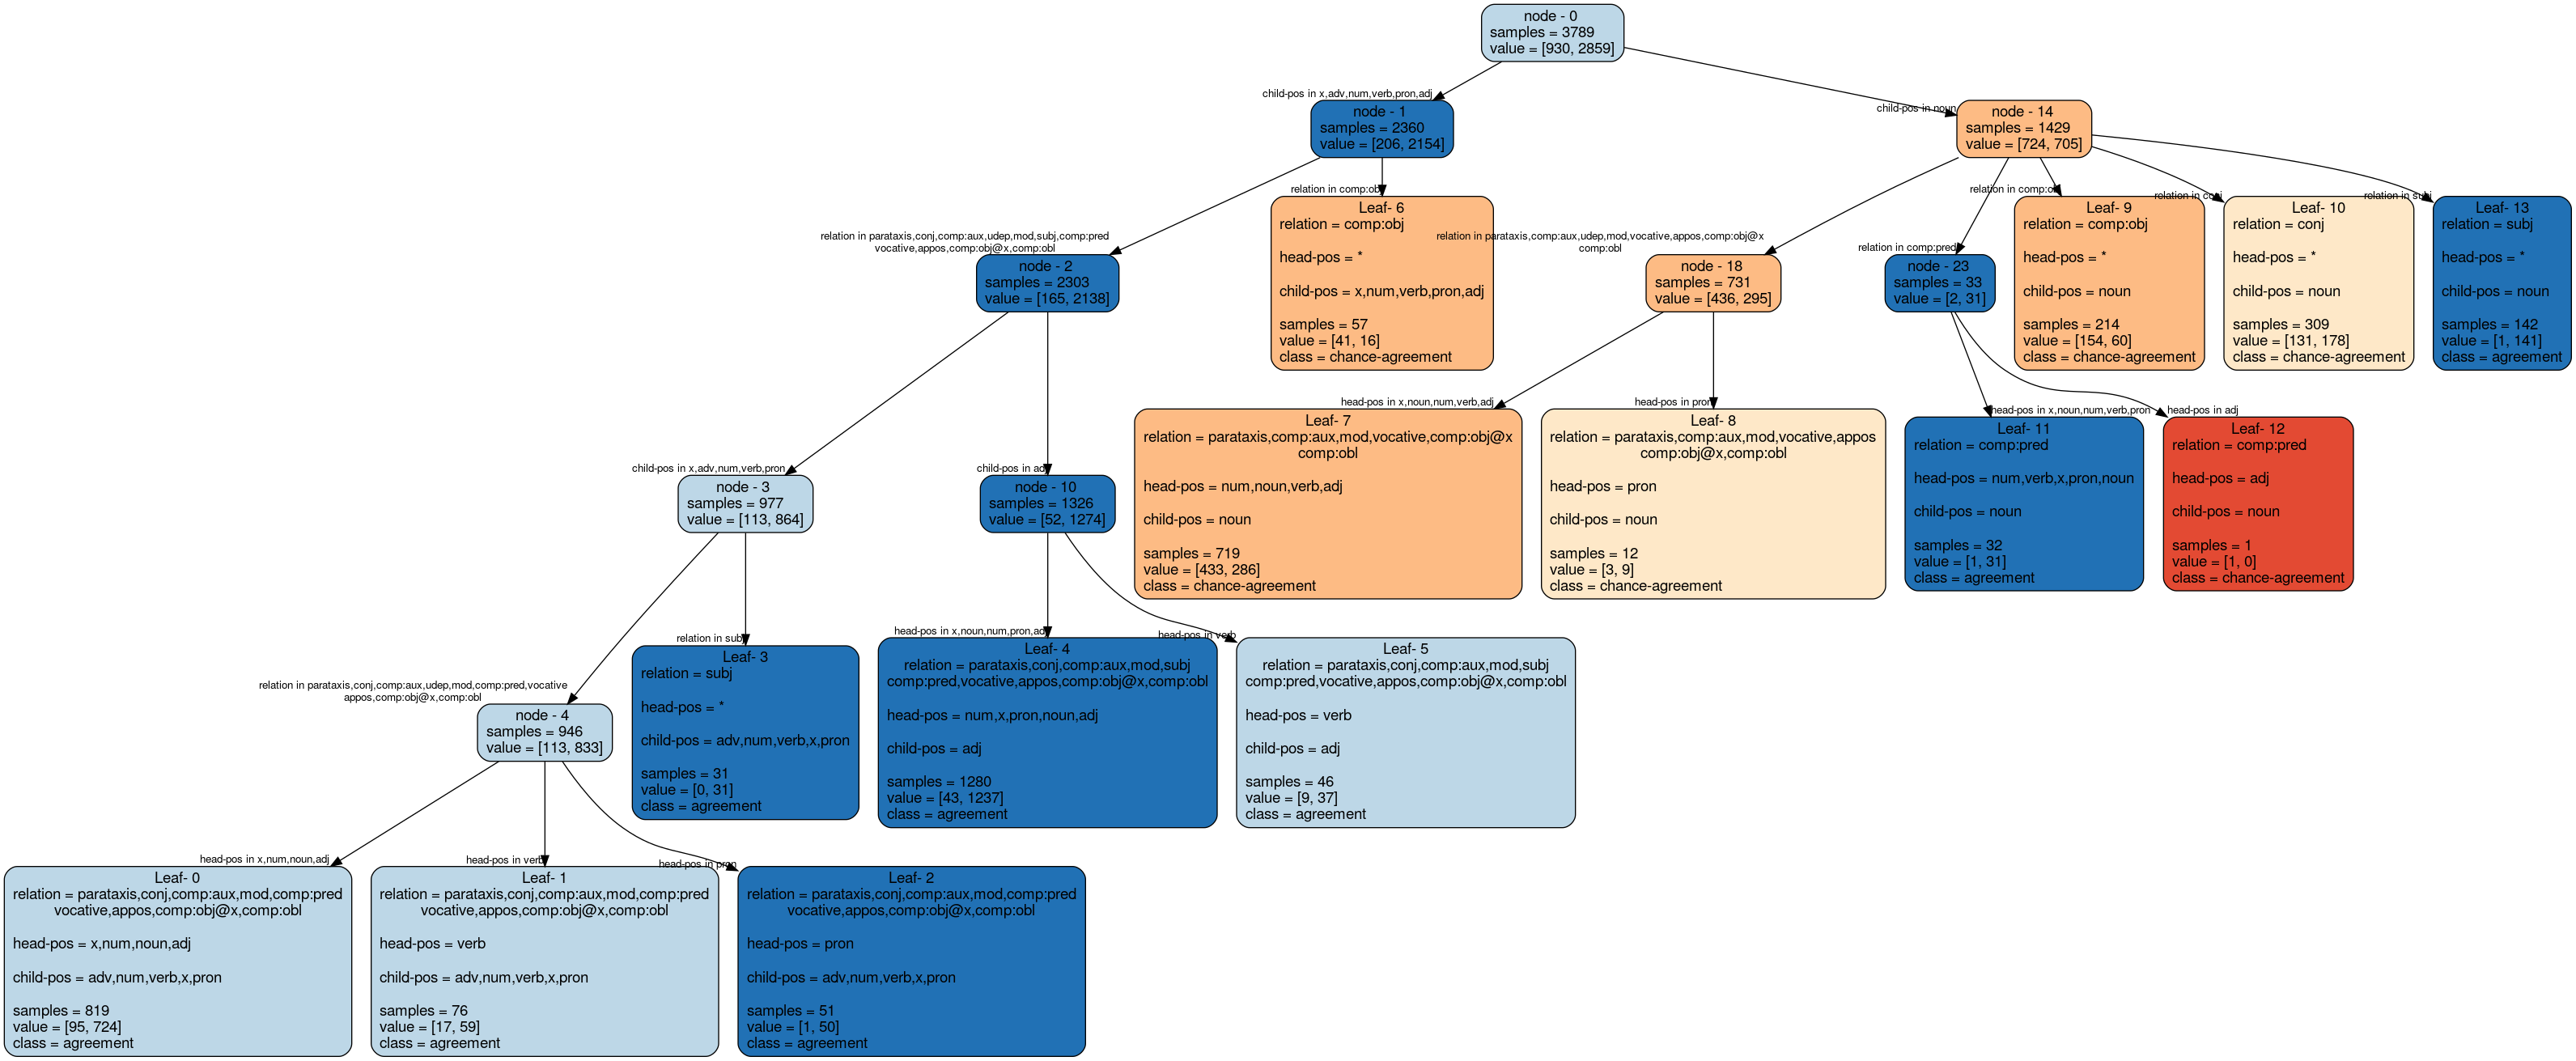 node - 0
samples = 3789
value = [930, 2859]
child-pos in x,adv,num,verb,pron,adj
node - 1
samples = 2360
value = [206, 2154]
child-pos in noun
node - 14
samples = 1429
value = [724, 705]
relation in parataxis,conj,comp:aux,udep,mod,subj,comp:pred
vocative,appos,comp:obj@x,comp:obl
node - 2
samples = 2303
value = [165, 2138]
relation in comp:obj
Leaf- 6
relation = comp:obj
head-pos = *
child-pos = x,num,verb,pron,adj
samples = 57
value = [41, 16]
class = chance-agreement
relation in parataxis,comp:aux,udep,mod,vocative,appos,comp:obj@x
comp:obl
node - 18
samples = 731
value = [436, 295]
relation in comp:pred
node - 23
samples = 33
value = [2, 31]
relation in comp:obj
Leaf- 9
relation = comp:obj
head-pos = *
child-pos = noun
samples = 214
value = [154, 60]
class = chance-agreement
relation in conj
Leaf- 10
relation = conj
head-pos = *
child-pos = noun
samples = 309
value = [131, 178]
class = chance-agreement
relation in subj
Leaf- 13
relation = subj
head-pos = *
child-pos = noun
samples = 142
value = [1, 141]
class = agreement
child-pos in x,adv,num,verb,pron
node - 3
samples = 977
value = [113, 864]
child-pos in adj
node - 10
samples = 1326
value = [52, 1274]
head-pos in x,noun,num,verb,adj
Leaf- 7
relation = parataxis,comp:aux,mod,vocative,comp:obj@x
comp:obl
head-pos = num,noun,verb,adj
child-pos = noun
samples = 719
value = [433, 286]
class = chance-agreement
head-pos in pron
Leaf- 8
relation = parataxis,comp:aux,mod,vocative,appos
comp:obj@x,comp:obl
head-pos = pron
child-pos = noun
samples = 12
value = [3, 9]
class = chance-agreement
head-pos in x,noun,num,verb,pron
Leaf- 11
relation = comp:pred
head-pos = num,verb,x,pron,noun
child-pos = noun
samples = 32
value = [1, 31]
class = agreement
head-pos in adj
Leaf- 12
relation = comp:pred
head-pos = adj
child-pos = noun
samples = 1
value = [1, 0]
class = chance-agreement
relation in parataxis,conj,comp:aux,udep,mod,comp:pred,vocative
appos,comp:obj@x,comp:obl
node - 4
samples = 946
value = [113, 833]
relation in subj
Leaf- 3
relation = subj
head-pos = *
child-pos = adv,num,verb,x,pron
samples = 31
value = [0, 31]
class = agreement
head-pos in x,noun,num,pron,adj
Leaf- 4
relation = parataxis,conj,comp:aux,mod,subj
comp:pred,vocative,appos,comp:obj@x,comp:obl
head-pos = num,x,pron,noun,adj
child-pos = adj
samples = 1280
value = [43, 1237]
class = agreement
head-pos in verb
Leaf- 5
relation = parataxis,conj,comp:aux,mod,subj
comp:pred,vocative,appos,comp:obj@x,comp:obl
head-pos = verb
child-pos = adj
samples = 46
value = [9, 37]
class = agreement
head-pos in x,num,noun,adj
Leaf- 0
relation = parataxis,conj,comp:aux,mod,comp:pred
vocative,appos,comp:obj@x,comp:obl
head-pos = x,num,noun,adj
child-pos = adv,num,verb,x,pron
samples = 819
value = [95, 724]
class = agreement
head-pos in verb
Leaf- 1
relation = parataxis,conj,comp:aux,mod,comp:pred
vocative,appos,comp:obj@x,comp:obl
head-pos = verb
child-pos = adv,num,verb,x,pron
samples = 76
value = [17, 59]
class = agreement
head-pos in pron
Leaf- 2
relation = parataxis,conj,comp:aux,mod,comp:pred
vocative,appos,comp:obj@x,comp:obl
head-pos = pron
child-pos = adv,num,verb,x,pron
samples = 51
value = [1, 50]
class = agreement